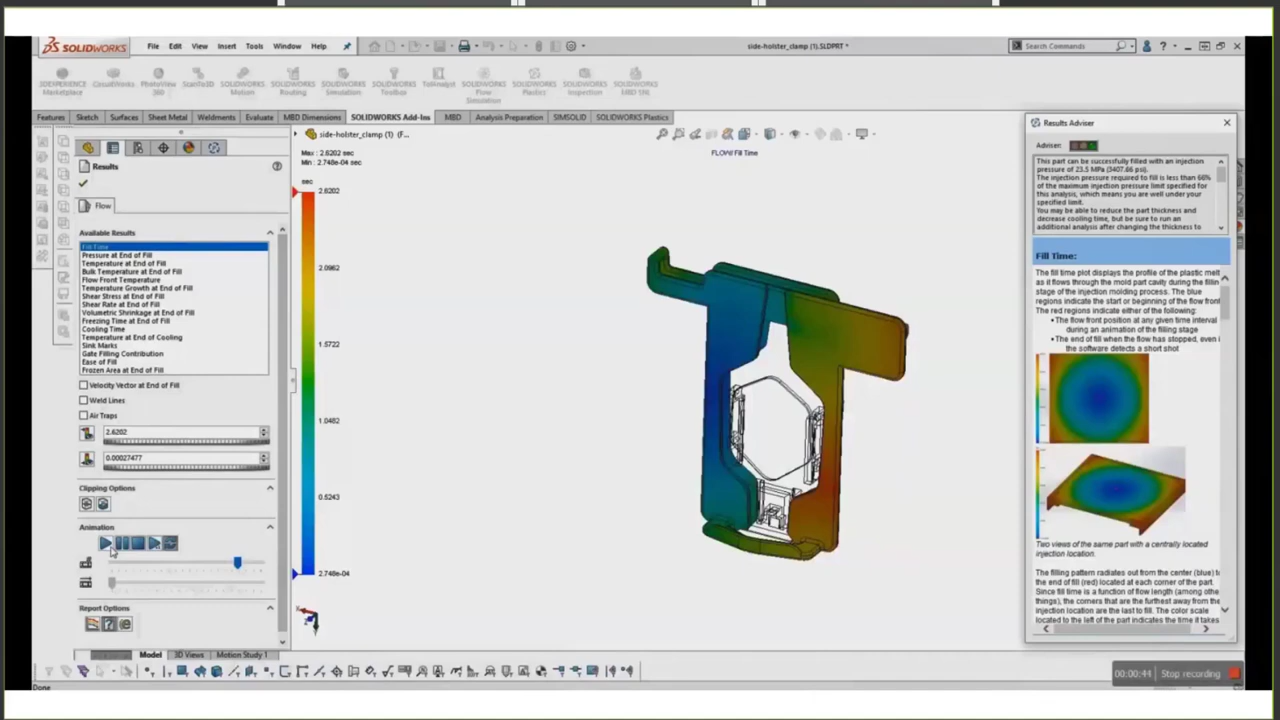 SOLIDWORKS
File Edit View Insert Tools Window Help
side-holster_clamp (1).SLDPRT *
Search Commands
3DEXPERIENCE Marketplace
CircuitWorks
PhotoView 360
ScanTo3D
SOLIDWORKS Motion
SOLIDWORKS Routing
SOLIDWORKS Simulation
SOLIDWORKS Toolbox
TolAnalyst
SOLIDWORKS Flow Simulation
SOLIDWORKS Plastics
SOLIDWORKS Inspection
SOLIDWORKS MBD SNL
Features Sketch Surfaces Sheet Metal Weldments Evaluate MBD Dimensions SOLIDWORKS Add-Ins MBD Analysis Preparation SIMSOLID SOLIDWORKS Plastics
side-holster_clamp (1) (F...
Results
Flow
Available Results
Fill Time
Pressure at End of Fill
Temperature at End of Fill
Bulk Temperature at End of Fill
Flow Front Temperature
Temperature Growth at End of Fill
Shear Stress at End of Fill
Shear Rate at End of Fill
Volumetric Shrinkage at End of Fill
Freezing Time at End of Fill
Cooling Time
Temperature at End of Cooling
Sink Marks
Gate Filling Contribution
Ease of Fill
Frozen Area at End of Fill
Velocity Vector at End of Fill
Weld Lines
Air Traps
2.6202
0.00027477
Clipping Options
Animation
Report Options
Max : 2.6202 sec
Min : 2.748e-04 sec
sec
2.6202
2.0962
1.5722
1.0482
0.5243
2.748e-04
FLOW/ Fill Time
Results Adviser
Adviser:
This part can be successfully filled with an injection
pressure of 23.5 MPa (3407.66 psi).
The injection pressure required to fill is less than 66%
of the maximum injection pressure limit specified for
this analysis, which means you are well under your
specified limit.
You may be able to reduce the part thickness and
decrease cooling time, but be sure to run an
additional analysis after changing the thickness to
Fill Time:
The fill time plot displays the profile of the plastic melt
as it flows through the mold part cavity during the fillin
stage of the injection molding process. The blue
regions indicate the start or beginning of the flow front
The red regions indicate either of the following:
•The flow front position at any given time interval
during an animation of the filling stage
•The end of fill when the flow has stopped, even i
the software detects a short shot
Two views of the same part with a centrally located
injection location.
The filling pattern radiates out from the center (blue) to
the end of fill (red) located at each corner of the part.
Since fill time is a function of flow length (among othe
things), the corners that are the furthest away from the
injection location are the last to fill. The color scale
located to the left of the part indicates the time it takes
Model 3D Views Motion Study 1
Done
00:00:44 Stop recording